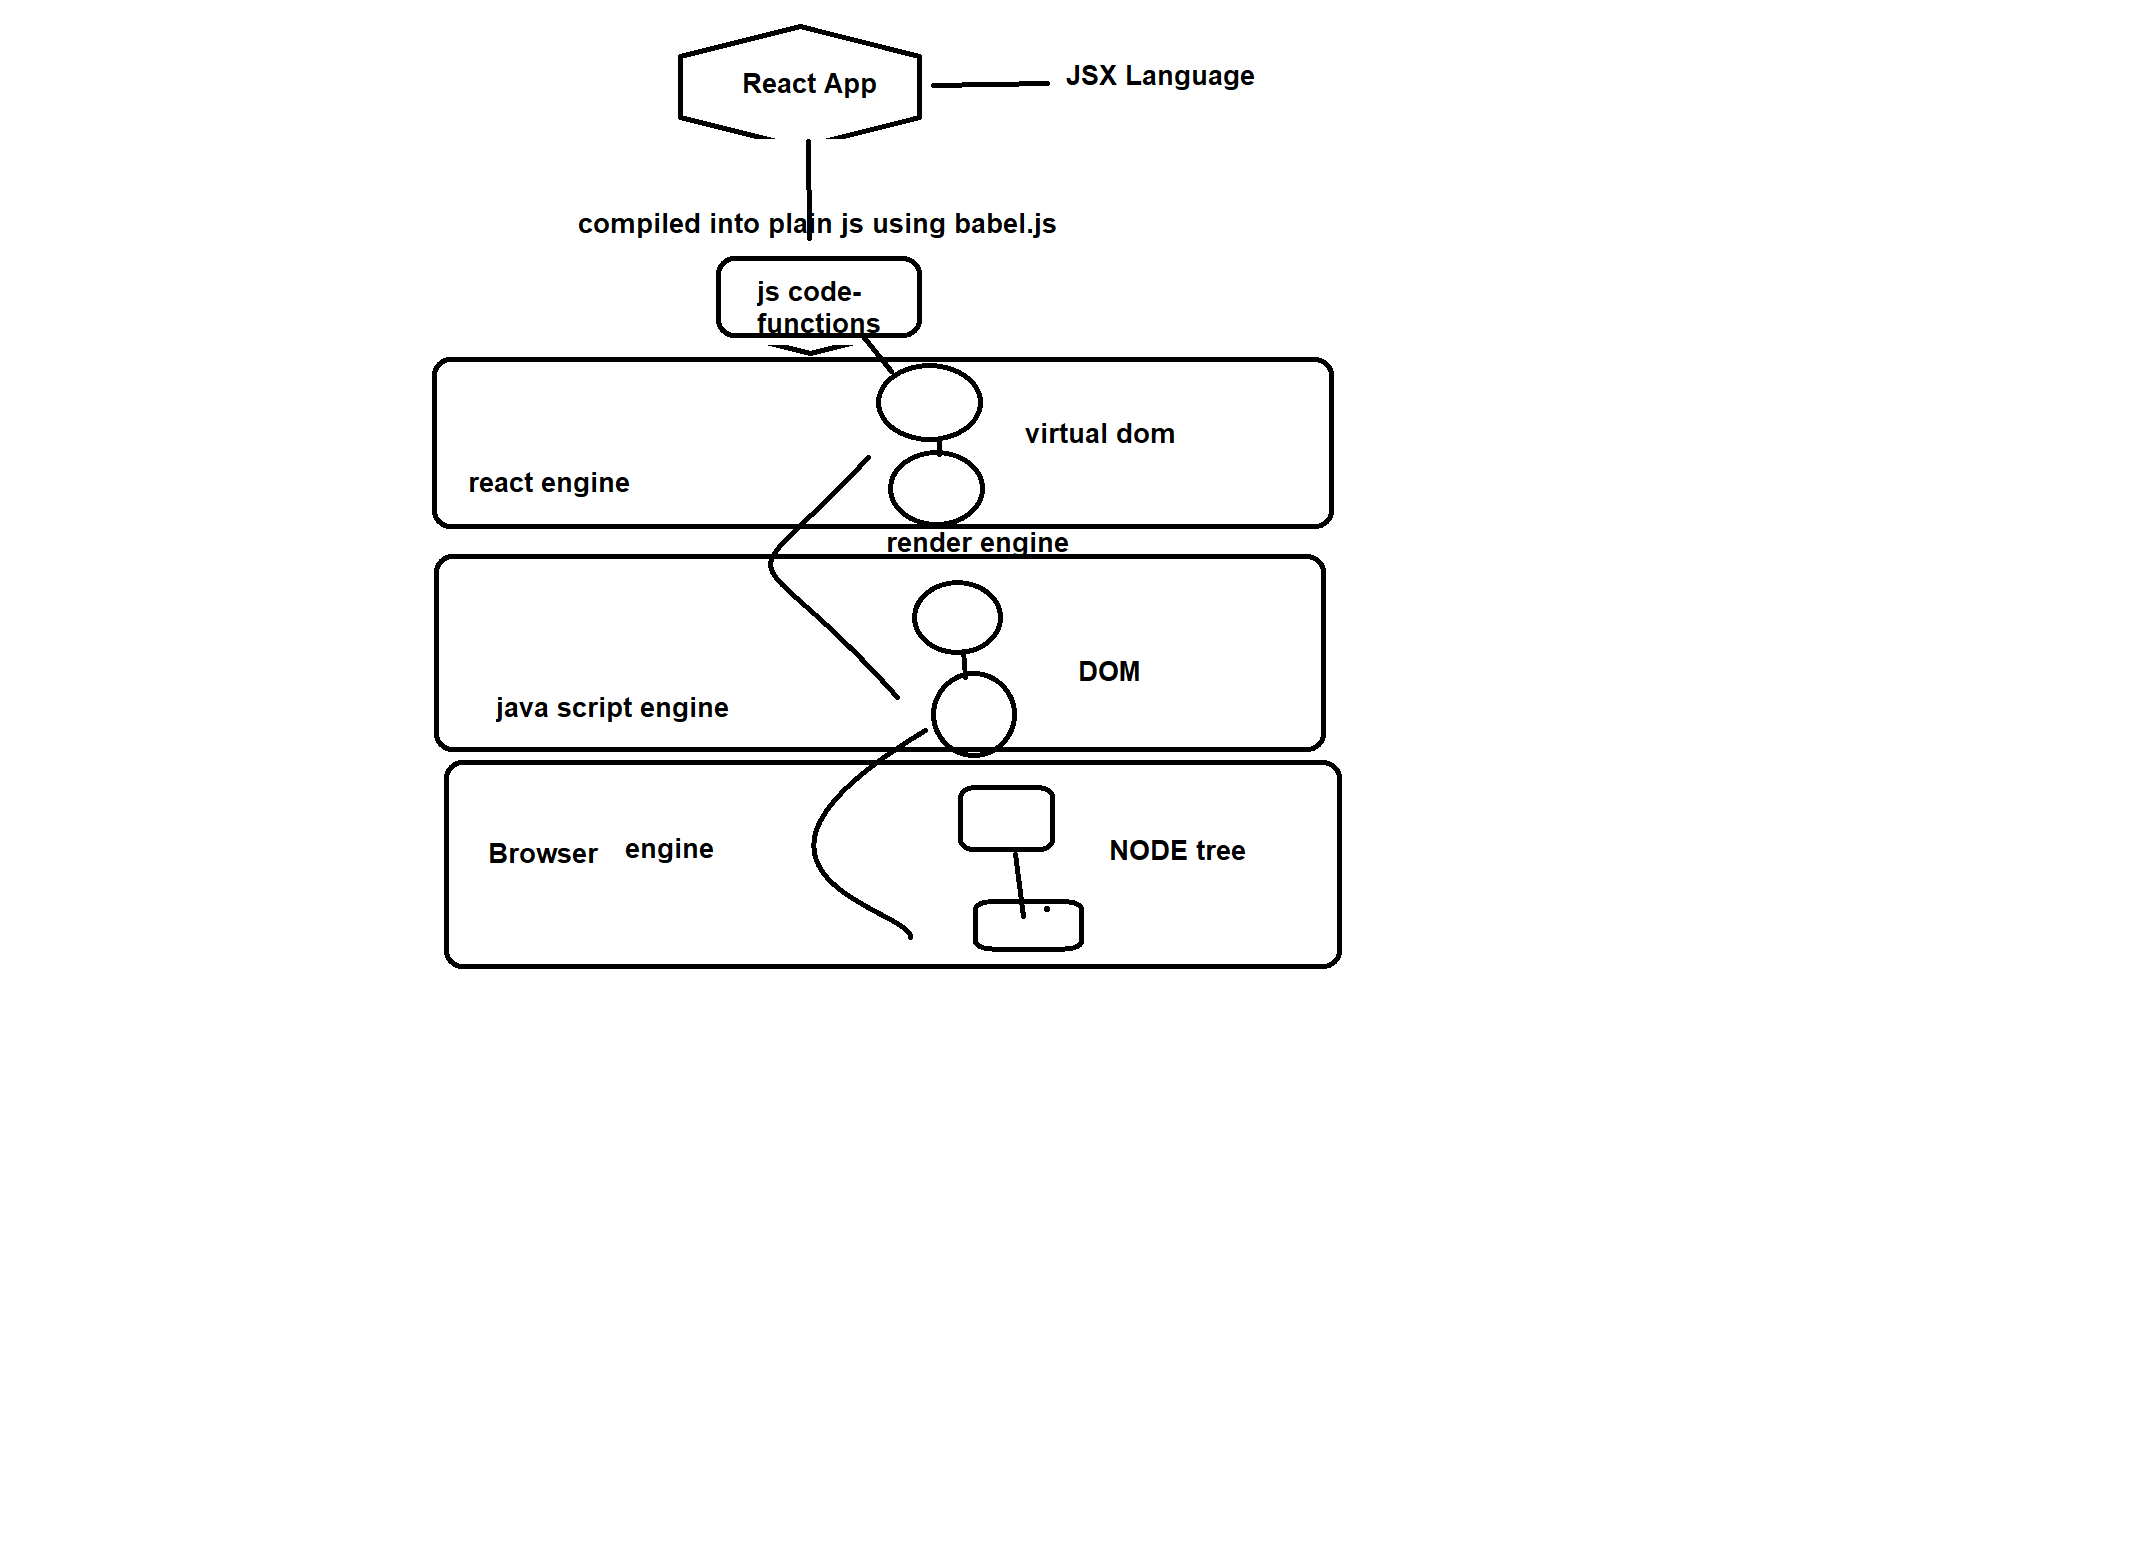 React App
JSX Language
compiled into plain js using babel.js
js code-
functions
virtual dom
react engine
render engine
DOM
java script engine
Browser engine
NODE tree